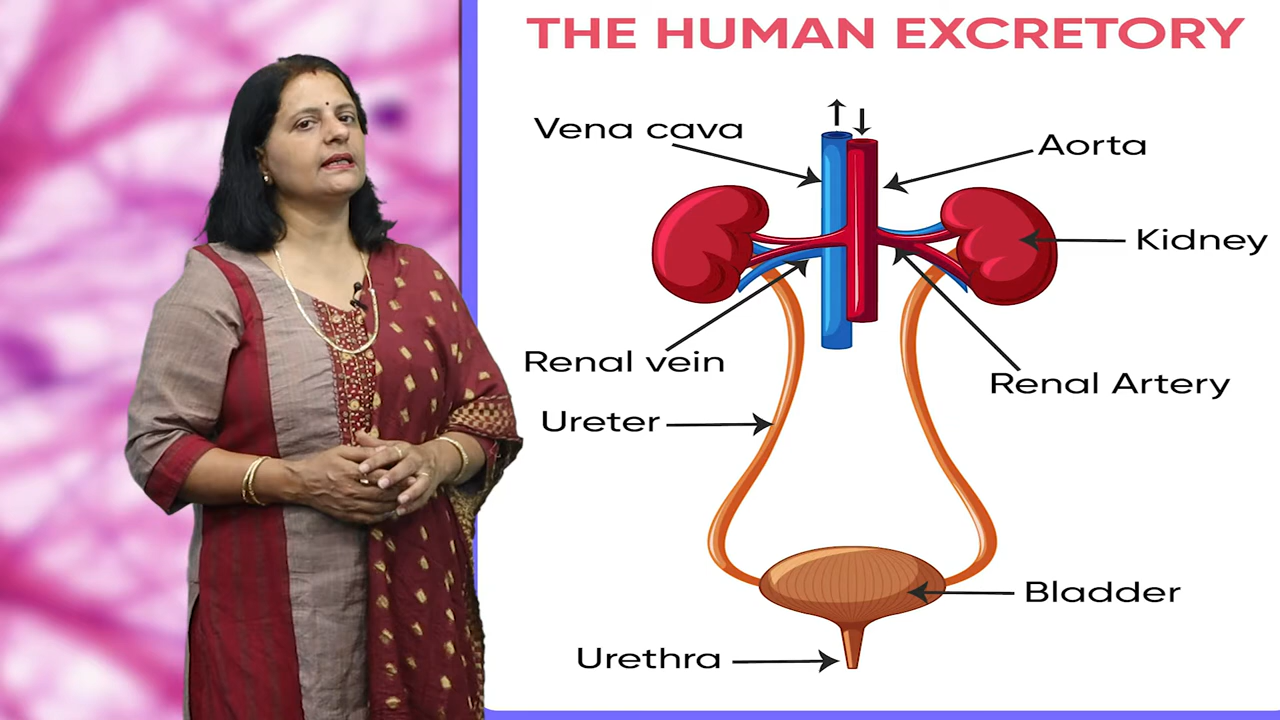 THE HUMAN EXCRETORY
Vena cava
Aorta
Kidney
Renal vein
Renal Artery
Ureter
Bladder
Urethra